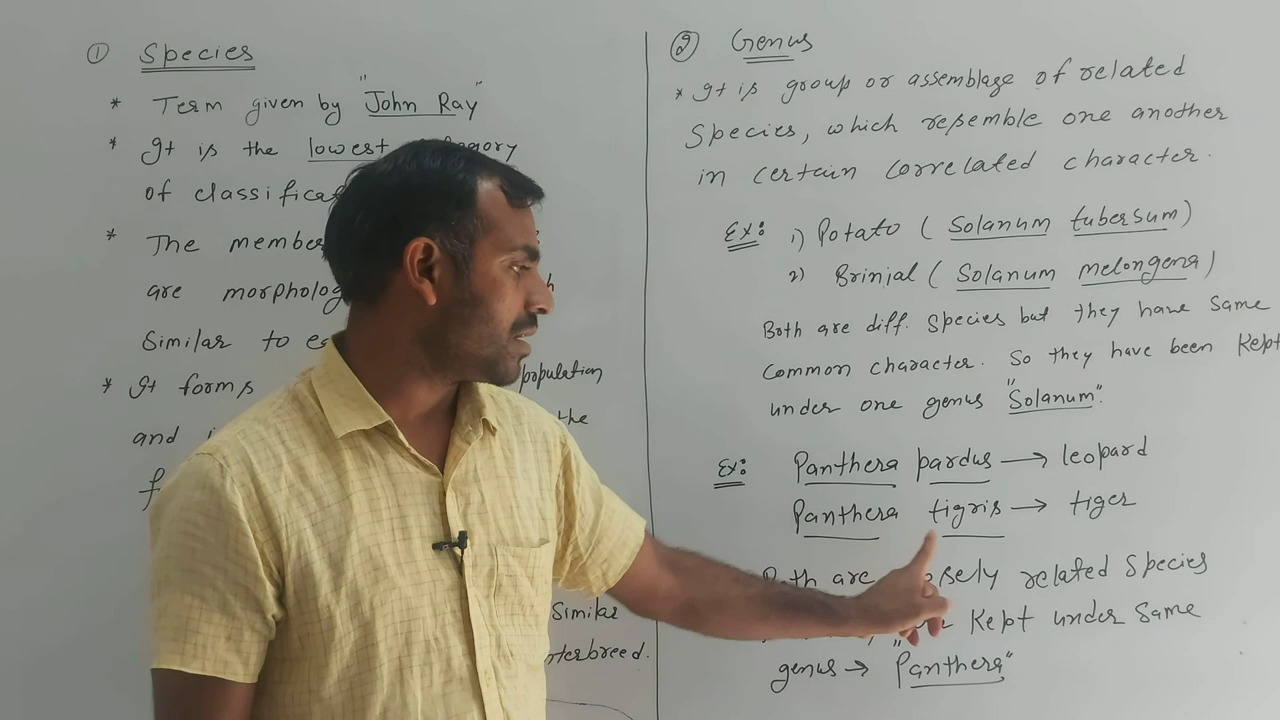 ① Species
* Term given by "John Ray"
* It is the lowest
of classifica
* The member
are morpholog
Similar to
* It forms population
and the
Similar
nterbreed.
② Genus
* It is group or assemblage of related
Species, which resemble one another
in certain correlated character.
Ex: 1) Potato (Solanum tubersum)
2) Brinjal (Solanum melongena)
Both are diff. Species but they have Same
Common character. So they have been Kept
under one genus "Solanum".
Ex: Panthera pardus → leopard
Panthera tigris → tiger
Both are related Species
Kept under Same
genus → "Panthera"